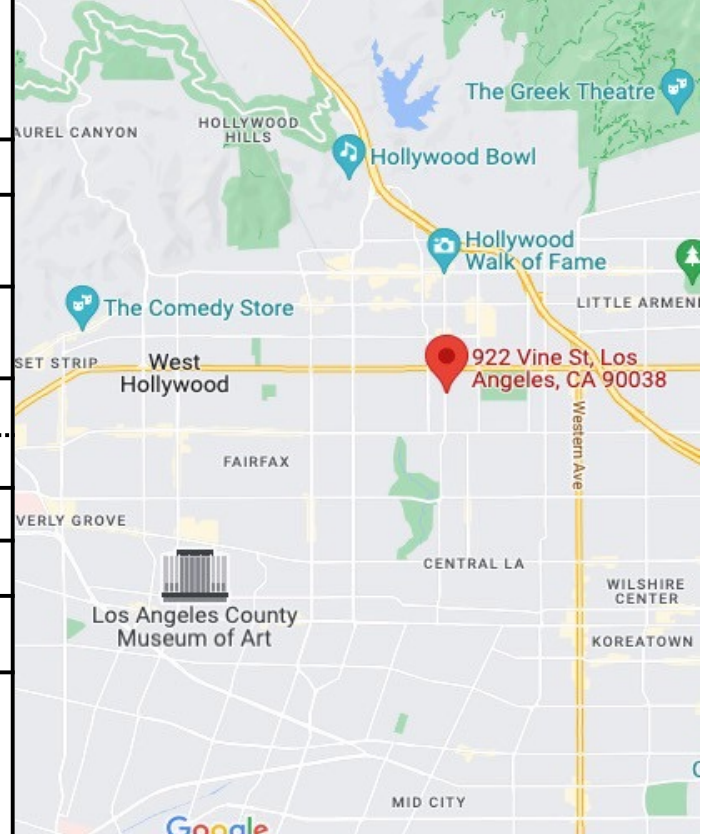 The Greek Theatre
AUREL CANYON
HOLLYWOOD
HILLS
Hollywood Bowl
Hollywood
Walk of Fame
The Comedy Store
LITTLE ARMENI
SET STRIP
West
Hollywood
922 Vine St, Los
Angeles, CA 90038
Western Ave
FAIRFAX
VERLY GROVE
CENTRAL LA
WILSHIRE
CENTER
Los Angeles County
Museum of Art
KOREATOWN
MID CITY
Google